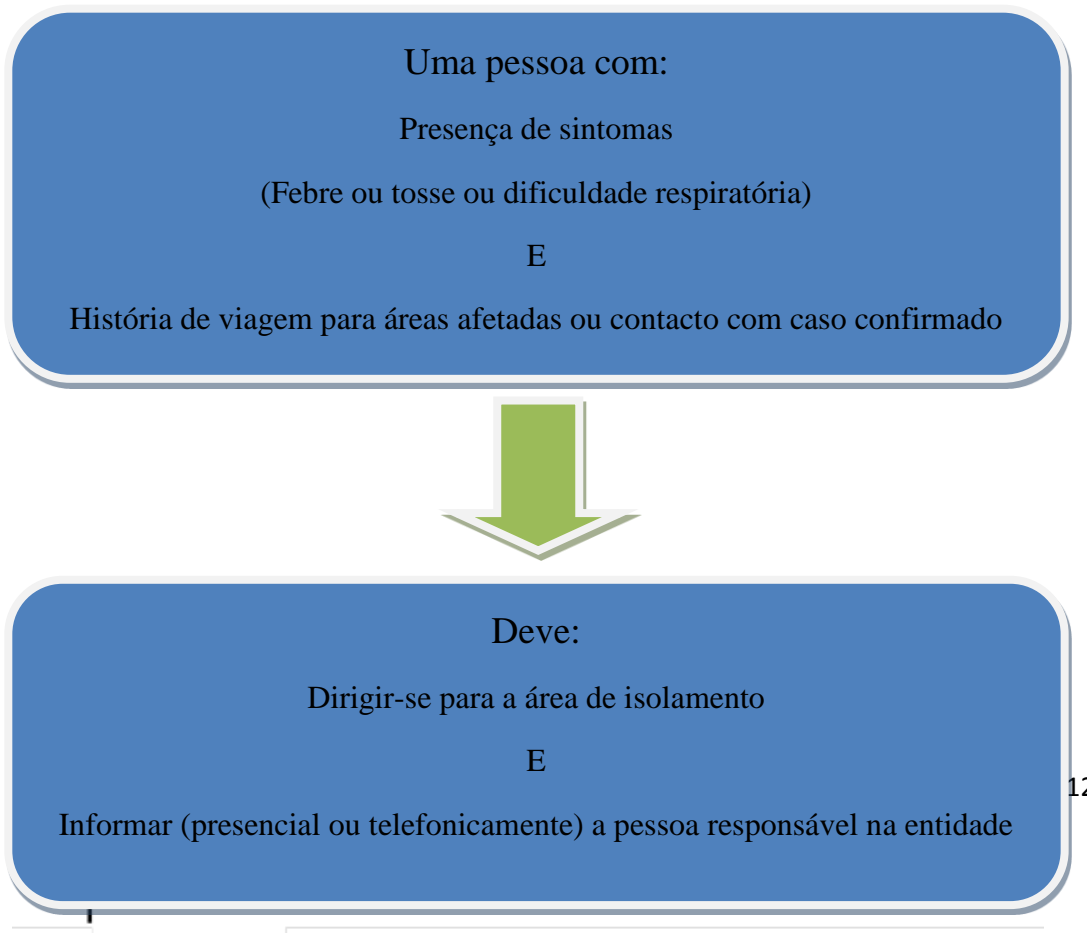 Uma pessoa com:
Presença de sintomas
(Febre ou tosse ou dificuldade respiratória)
E
História de viagem para áreas afetadas ou contacto com caso confirmado
Deve:
Dirigir-se para a área de isolamento
E
12
Informar (presencial ou telefonicamente) a pessoa responsável na entidade